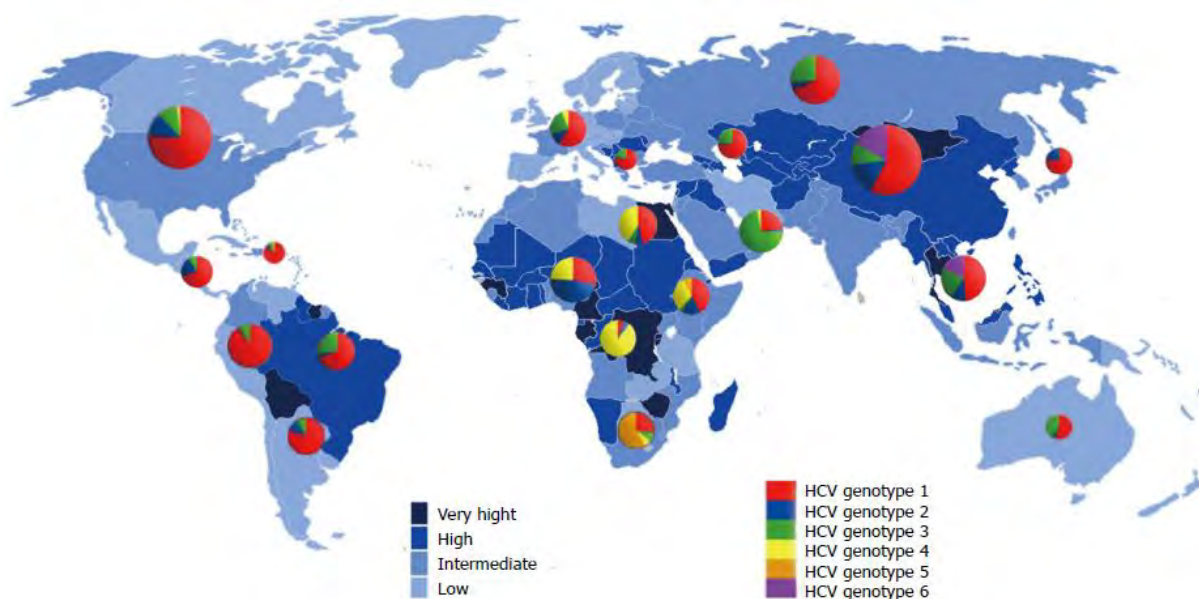 Very hight
High
Intermediate
Low
HCV genotype 1
HCV genotype 2
HCV genotype 3
HCV genotype 4
HCV genotype 5
HCV genotype 6